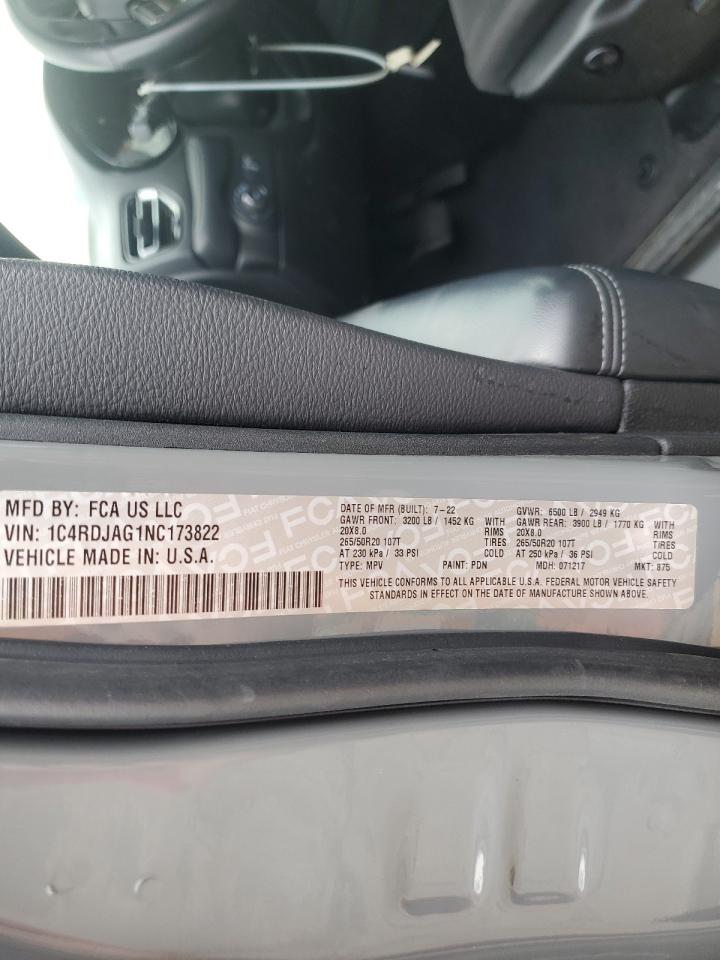 MFD BY: FCA US LLC
VIN: 1C4RDJAG1NC173822
VEHICLE MADE IN: U.S.A.
DATE OF MFR (BUILT): 7-22 GVWR: 6500 LB / 2949 KG
GAWR FRONT: 3200 LB / 1452 KG WITH GAWR REAR: 3900 LB / 1770 KG WITH
20X8.0 RIMS 20X8.0 RIMS
265/50R20 107T TIRES 265/50R20 107T TIRES
AT 230 kPa / 33 PSI COLD AT 250 kPa / 36 PSI COLD
TYPE: MPV PAINT: PDN MDH: 071217 MKT: 875
THIS VEHICLE CONFORMS TO ALL APPLICABLE U.S.A. FEDERAL MOTOR VEHICLE SAFETY
STANDARDS IN EFFECT ON THE DATE OF MANUFACTURE SHOWN ABOVE.